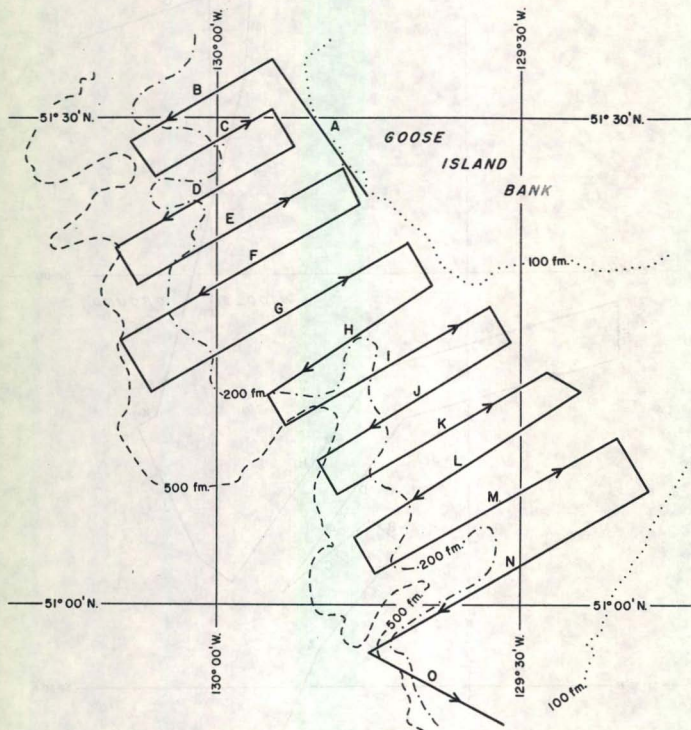 130° 00' W.
129° 30' W.
B
51° 30' N.
51° 30' N.
C
A
GOOSE
ISLAND
BANK
D
E
F
100 fm.
G
H
I
200 fm.
J
K
L
500 fm.
M
200 fm.
N
500 fm.
51° 00' N.
51° 00' N.
O
100 fm.
130° 00' W.
129° 30' W.